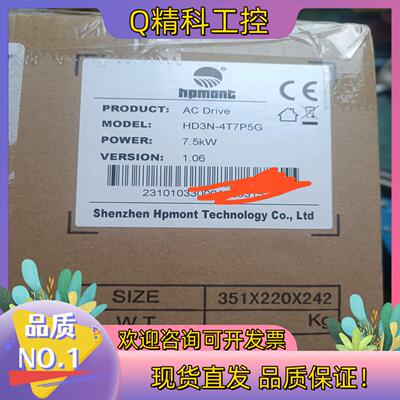 Q精科工控
hpmont
CE
PRODUCT: AC Drive
MODEL: HD3N-4T7P5G
POWER: 7.5kW
VERSION: 1.06
Shenzhen Hpmont Technology Co., Ltd
SIZE 351X220X242
W.T. Kg
品质
NO.1
欢迎咨询可开发票
现货直发 品质保证!